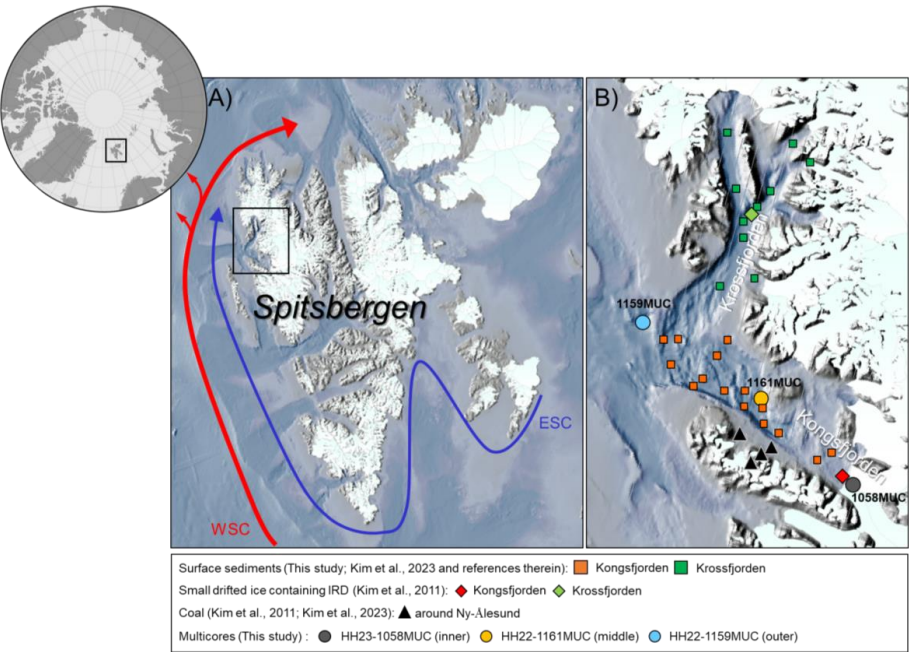 A)
B)
Spitsbergen
WSC
ESC
Krossfjorden
1159MUC
1161MUC
Kongsfjorden
1058MUC
Surface sediments (This study; Kim et al., 2023 and references therein): Kongsfjorden Krossfjorden
Small drifted ice containing IRD (Kim et al., 2011): Kongsfjorden Krossfjorden
Coal (Kim et al., 2011; Kim et al., 2023): around Ny-Ålesund
Multicores (This study) : HH23-1058MUC (inner) HH22-1161MUC (middle) HH22-1159MUC (outer)